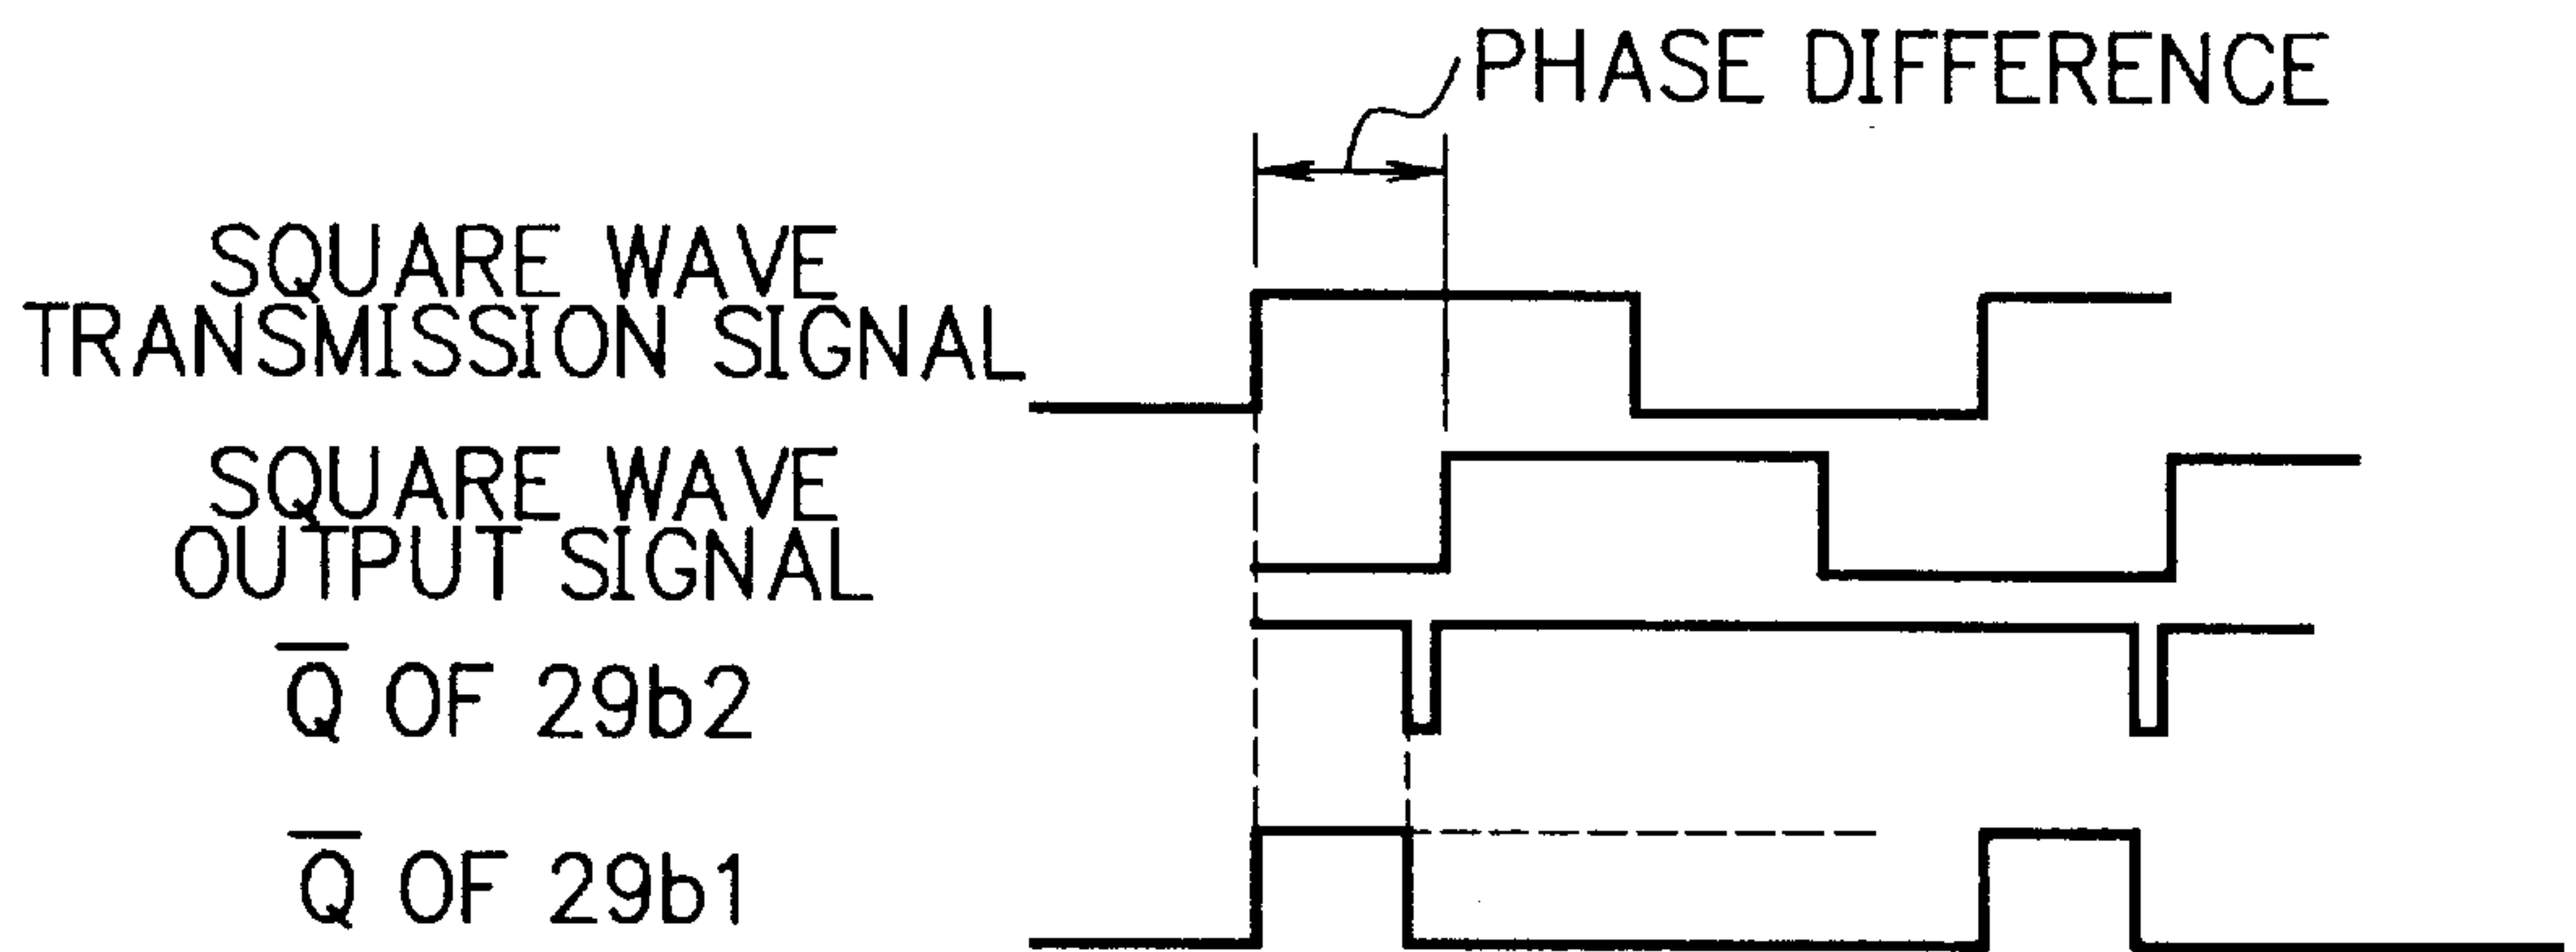 PHASE DIFFERENCE
SQUARE WAVE
TRANSMISSION SIGNAL
SQUARE WAVE
OUTPUT SIGNAL
Q̅ OF 29b2
Q̅ OF 29b1